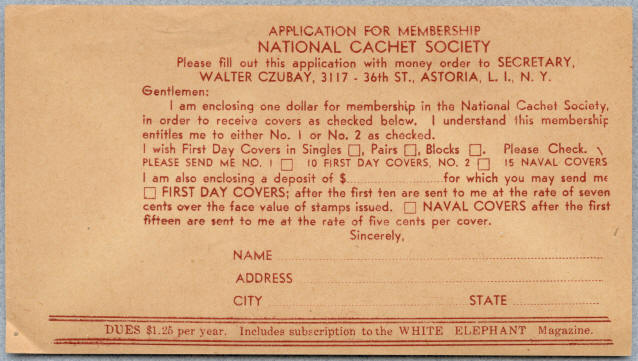 APPLICATION FOR MEMBERSHIP
NATIONAL CACHET SOCIETY
Please fill out this application with money order to SECRETARY,
WALTER CZUBAY, 3117 - 36th ST., ASTORIA, L. I., N. Y.
Gentlemen:
I am enclosing one dollar for membership in the National Cachet Society,
in order to receive covers as checked below. I understand this membership
entitles me to either No. 1 or No. 2 as checked.
I wish First Day Covers in Singles □, Pairs □, Blocks □. Please Check.
PLEASE SEND ME NO. 1 □ 10 FIRST DAY COVERS, NO. 2 □ 15 NAVAL COVERS
I am also enclosing a deposit of $ for which you may send me
□ FIRST DAY COVERS; after the first ten are sent to me at the rate of seven
cents over the face value of stamps issued. □ NAVAL COVERS after the first
fifteen are sent to me at the rate of five cents per cover.
Sincerely,
NAME
ADDRESS
CITY STATE
DUES $1.25 per year. Includes subscription to the WHITE ELEPHANT Magazine.